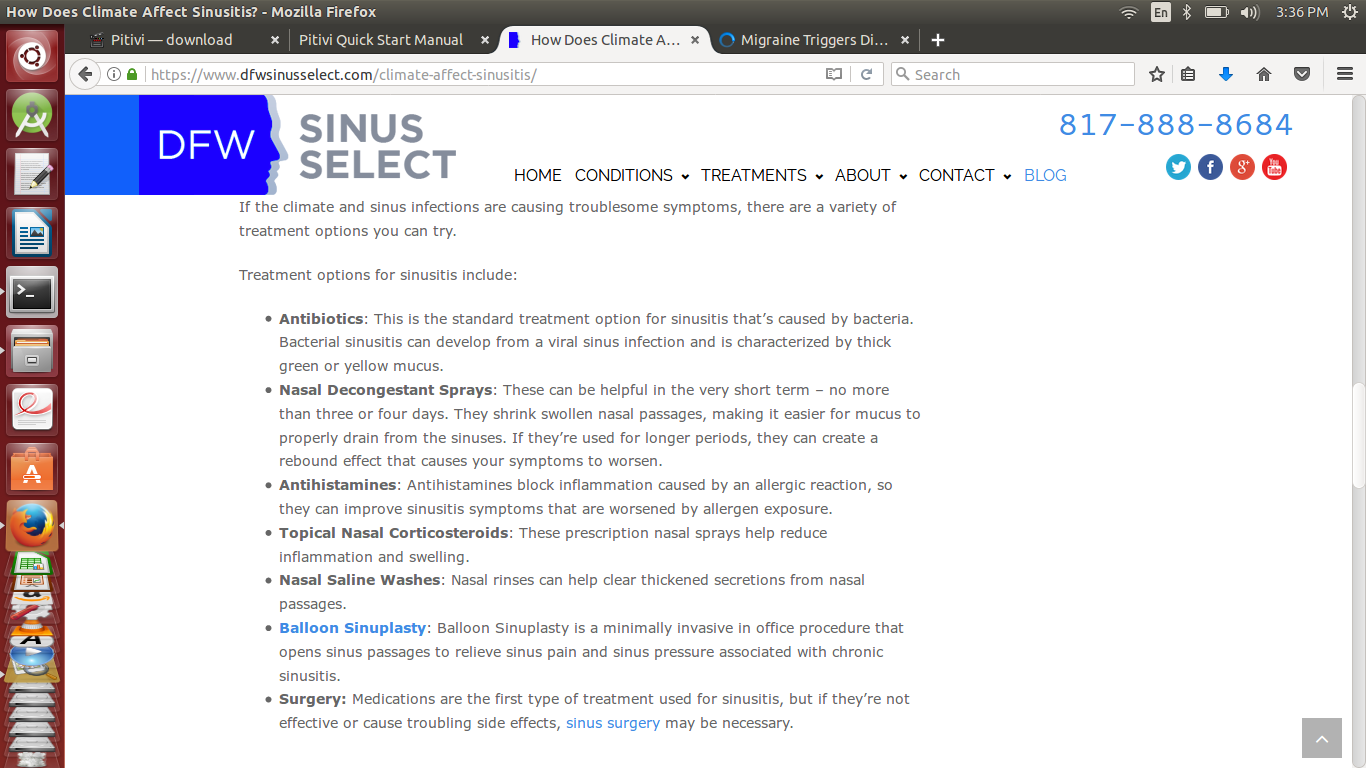 How Does Climate Affect Sinusitis? - Mozilla Firefox
En
3:36 PM
Pitivi — download
Pitivi Quick Start Manual
How Does Climate A...
Migraine Triggers Di...
https://www.dfwsinusselect.com/climate-affect-sinusitis/
Search
DFW
SINUS
SELECT
817-888-8684
HOME CONDITIONS TREATMENTS ABOUT CONTACT BLOG
If the climate and sinus infections are causing troublesome symptoms, there are a variety of
treatment options you can try.
Treatment options for sinusitis include:
• Antibiotics: This is the standard treatment option for sinusitis that’s caused by bacteria.
Bacterial sinusitis can develop from a viral sinus infection and is characterized by thick
green or yellow mucus.
• Nasal Decongestant Sprays: These can be helpful in the very short term – no more
than three or four days. They shrink swollen nasal passages, making it easier for mucus to
properly drain from the sinuses. If they’re used for longer periods, they can create a
rebound effect that causes your symptoms to worsen.
• Antihistamines: Antihistamines block inflammation caused by an allergic reaction, so
they can improve sinusitis symptoms that are worsened by allergen exposure.
• Topical Nasal Corticosteroids: These prescription nasal sprays help reduce
inflammation and swelling.
• Nasal Saline Washes: Nasal rinses can help clear thickened secretions from nasal
passages.
• Balloon Sinuplasty: Balloon Sinuplasty is a minimally invasive in office procedure that
opens sinus passages to relieve sinus pain and sinus pressure associated with chronic
sinusitis.
• Surgery: Medications are the first type of treatment used for sinusitis, but if they’re not
effective or cause troubling side effects, sinus surgery may be necessary.